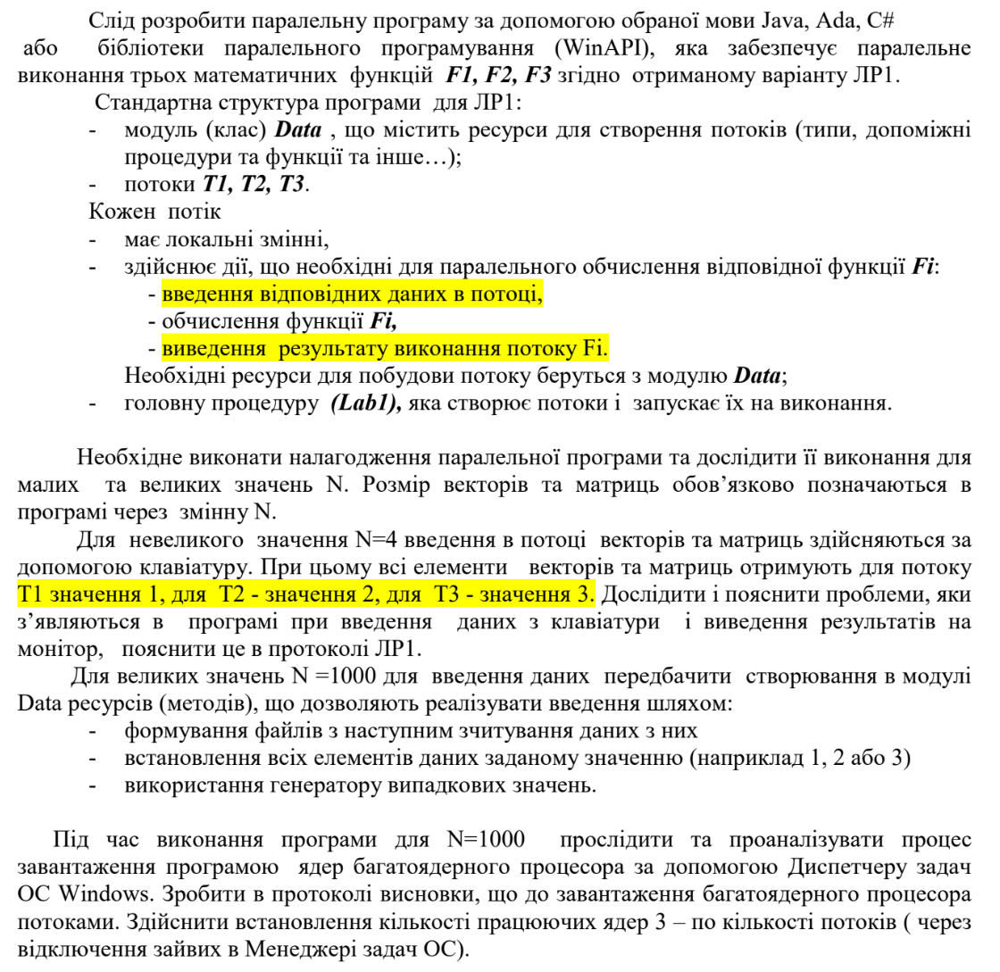 Слід розробити паралельну програму за допомогою обраної мови Java, Ada, C#
або бібліотеки паралельного програмування (WinAPI), яка забезпечує паралельне
виконання трьох математичних функцій F1, F2, F3 згідно отриманому варіанту ЛР1.
Стандартна структура програми для ЛР1:
- модуль (клас) Data , що містить ресурси для створення потоків (типи, допоміжні
процедури та функції та інше…);
- потоки T1, T2, T3.
Кожен потік
- має локальні змінні,
- здійснює дії, що необхідні для паралельного обчислення відповідної функції Fi:
- введення відповідних даних в потоці,
- обчислення функції Fi,
- виведення результату виконання потоку Fi.
Необхідні ресурси для побудови потоку беруться з модулю Data;
- головну процедуру (Lab1), яка створює потоки і запускає їх на виконання.
Необхідне виконати налагодження паралельної програми та дослідити її виконання для
малих та великих значень N. Розмір векторів та матриць обов’язково позначаються в
програмі через змінну N.
Для невеликого значення N=4 введення в потоці векторів та матриць здійсняються за
допомогою клавіатуру. При цьому всі елементи векторів та матриць отримують для потоку
Т1 значення 1, для Т2 - значення 2, для Т3 - значення 3. Дослідити і пояснити проблеми, яки
з’являються в програмі при введення даних з клавіатури і виведення результатів на
монітор, пояснити це в протоколі ЛР1.
Для великих значень N =1000 для введення даних передбачити створювання в модулі
Data ресурсів (методів), що дозволяють реалізувати введення шляхом:
- формування файлів з наступним зчитування даних з них
- встановлення всіх елементів даних заданому значенню (наприклад 1, 2 або 3)
- використання генератору випадкових значень.
Під час виконання програми для N=1000 прослідити та проаналізувати процес
завантаження програмою ядер багатоядерного процесора за допомогою Диспетчеру задач
ОС Windows. Зробити в протоколі висновки, що до завантаження багатоядерного процесора
потоками. Здійснити встановлення кількості працюючих ядер 3 – по кількості потоків ( через
відключення зайвих в Менеджері задач ОС).